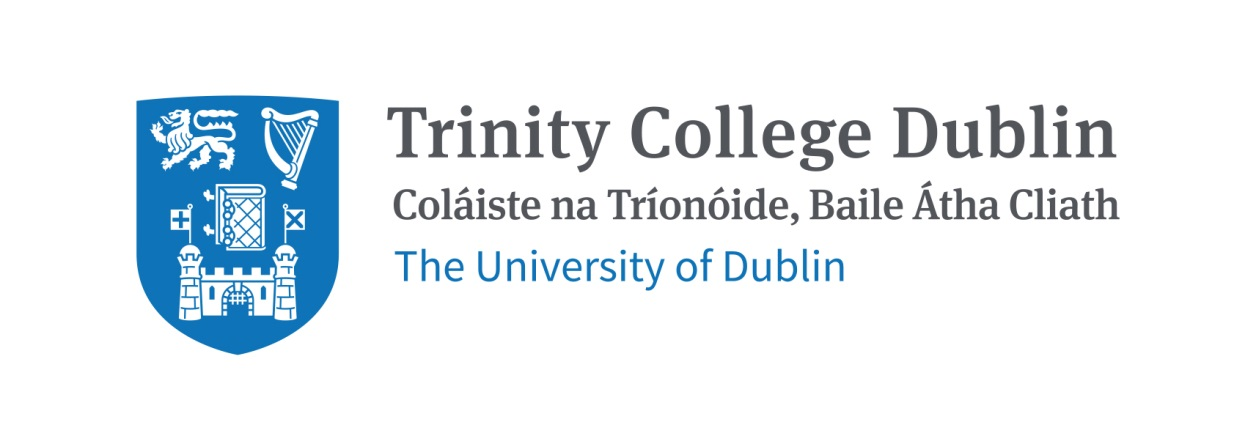 Trinity College Dublin
Coláiste na Tríonóide, Baile Átha Cliath
The University of Dublin